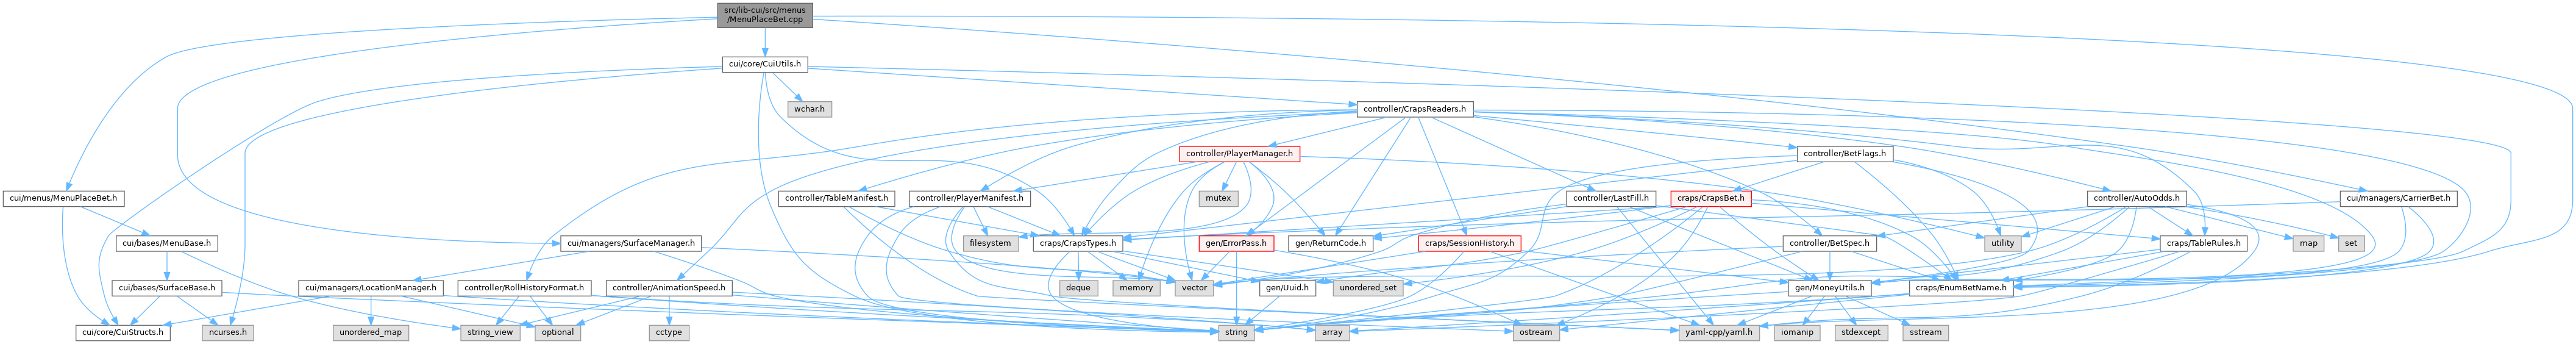 src/lib-cui/src/menus
/MenuPlaceBet.cpp
cui/core/CuiUtils.h
wchar.h
controller/CrapsReaders.h
controller/PlayerManager.h
controller/BetFlags.h
cui/menus/MenuPlaceBet.h
controller/TableManifest.h
controller/PlayerManifest.h
mutex
controller/LastFill.h
craps/CrapsBet.h
controller/AutoOdds.h
cui/managers/CarrierBet.h
cui/bases/MenuBase.h
cui/managers/SurfaceManager.h
filesystem
craps/CrapsTypes.h
gen/ErrorPass.h
gen/ReturnCode.h
craps/SessionHistory.h
controller/BetSpec.h
utility
map
set
craps/TableRules.h
cui/bases/SurfaceBase.h
cui/managers/LocationManager.h
controller/RollHistoryFormat.h
controller/AnimationSpeed.h
deque
memory
vector
gen/Uuid.h
unordered_set
gen/MoneyUtils.h
craps/EnumBetName.h
cui/core/CuiStructs.h
ncurses.h
unordered_map
string_view
optional
cctype
string
array
ostream
yaml-cpp/yaml.h
iomanip
stdexcept
sstream